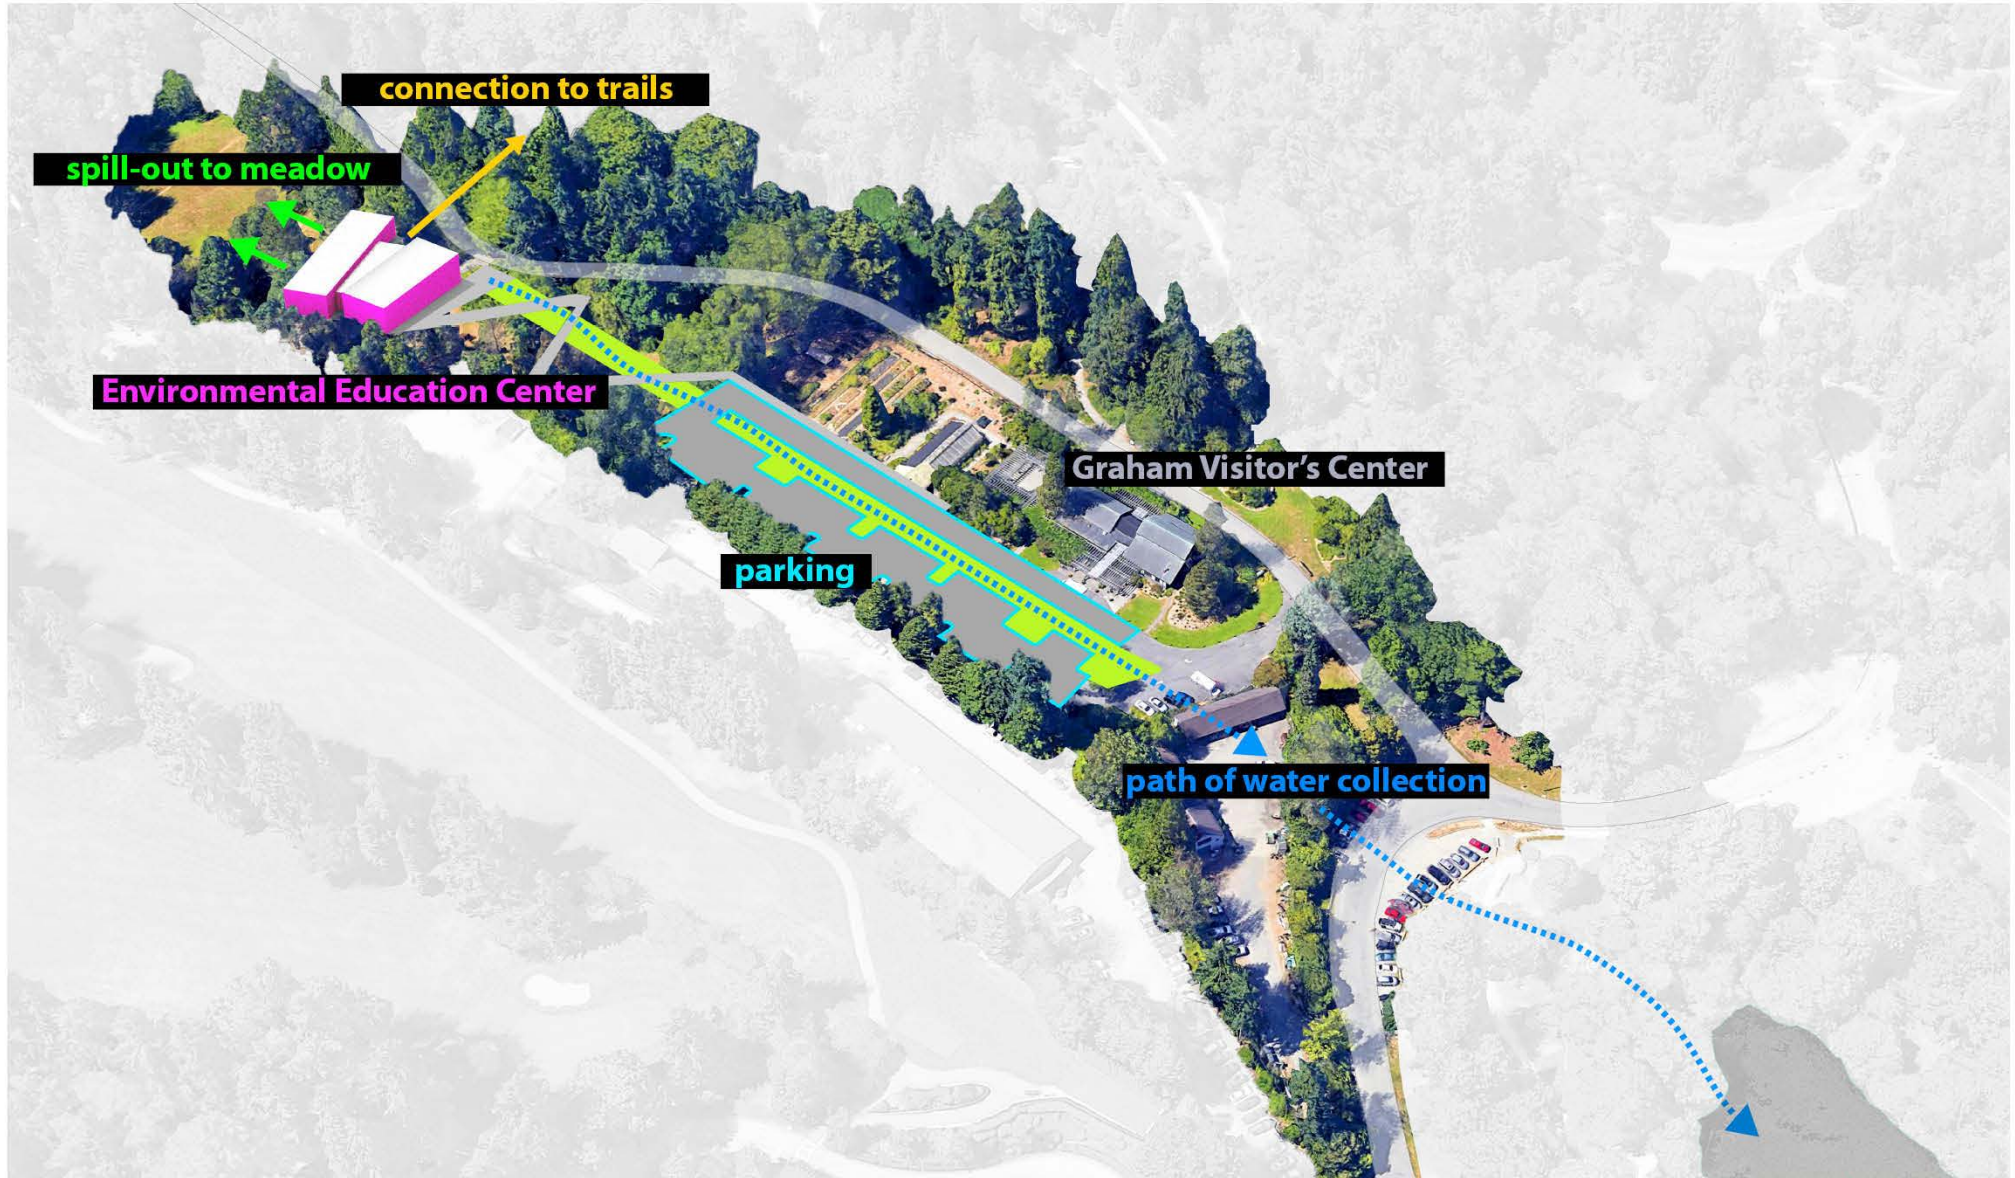 connection to trails
spill-out to meadow
Environmental Education Center
Graham Visitor's Center
parking
path of water collection